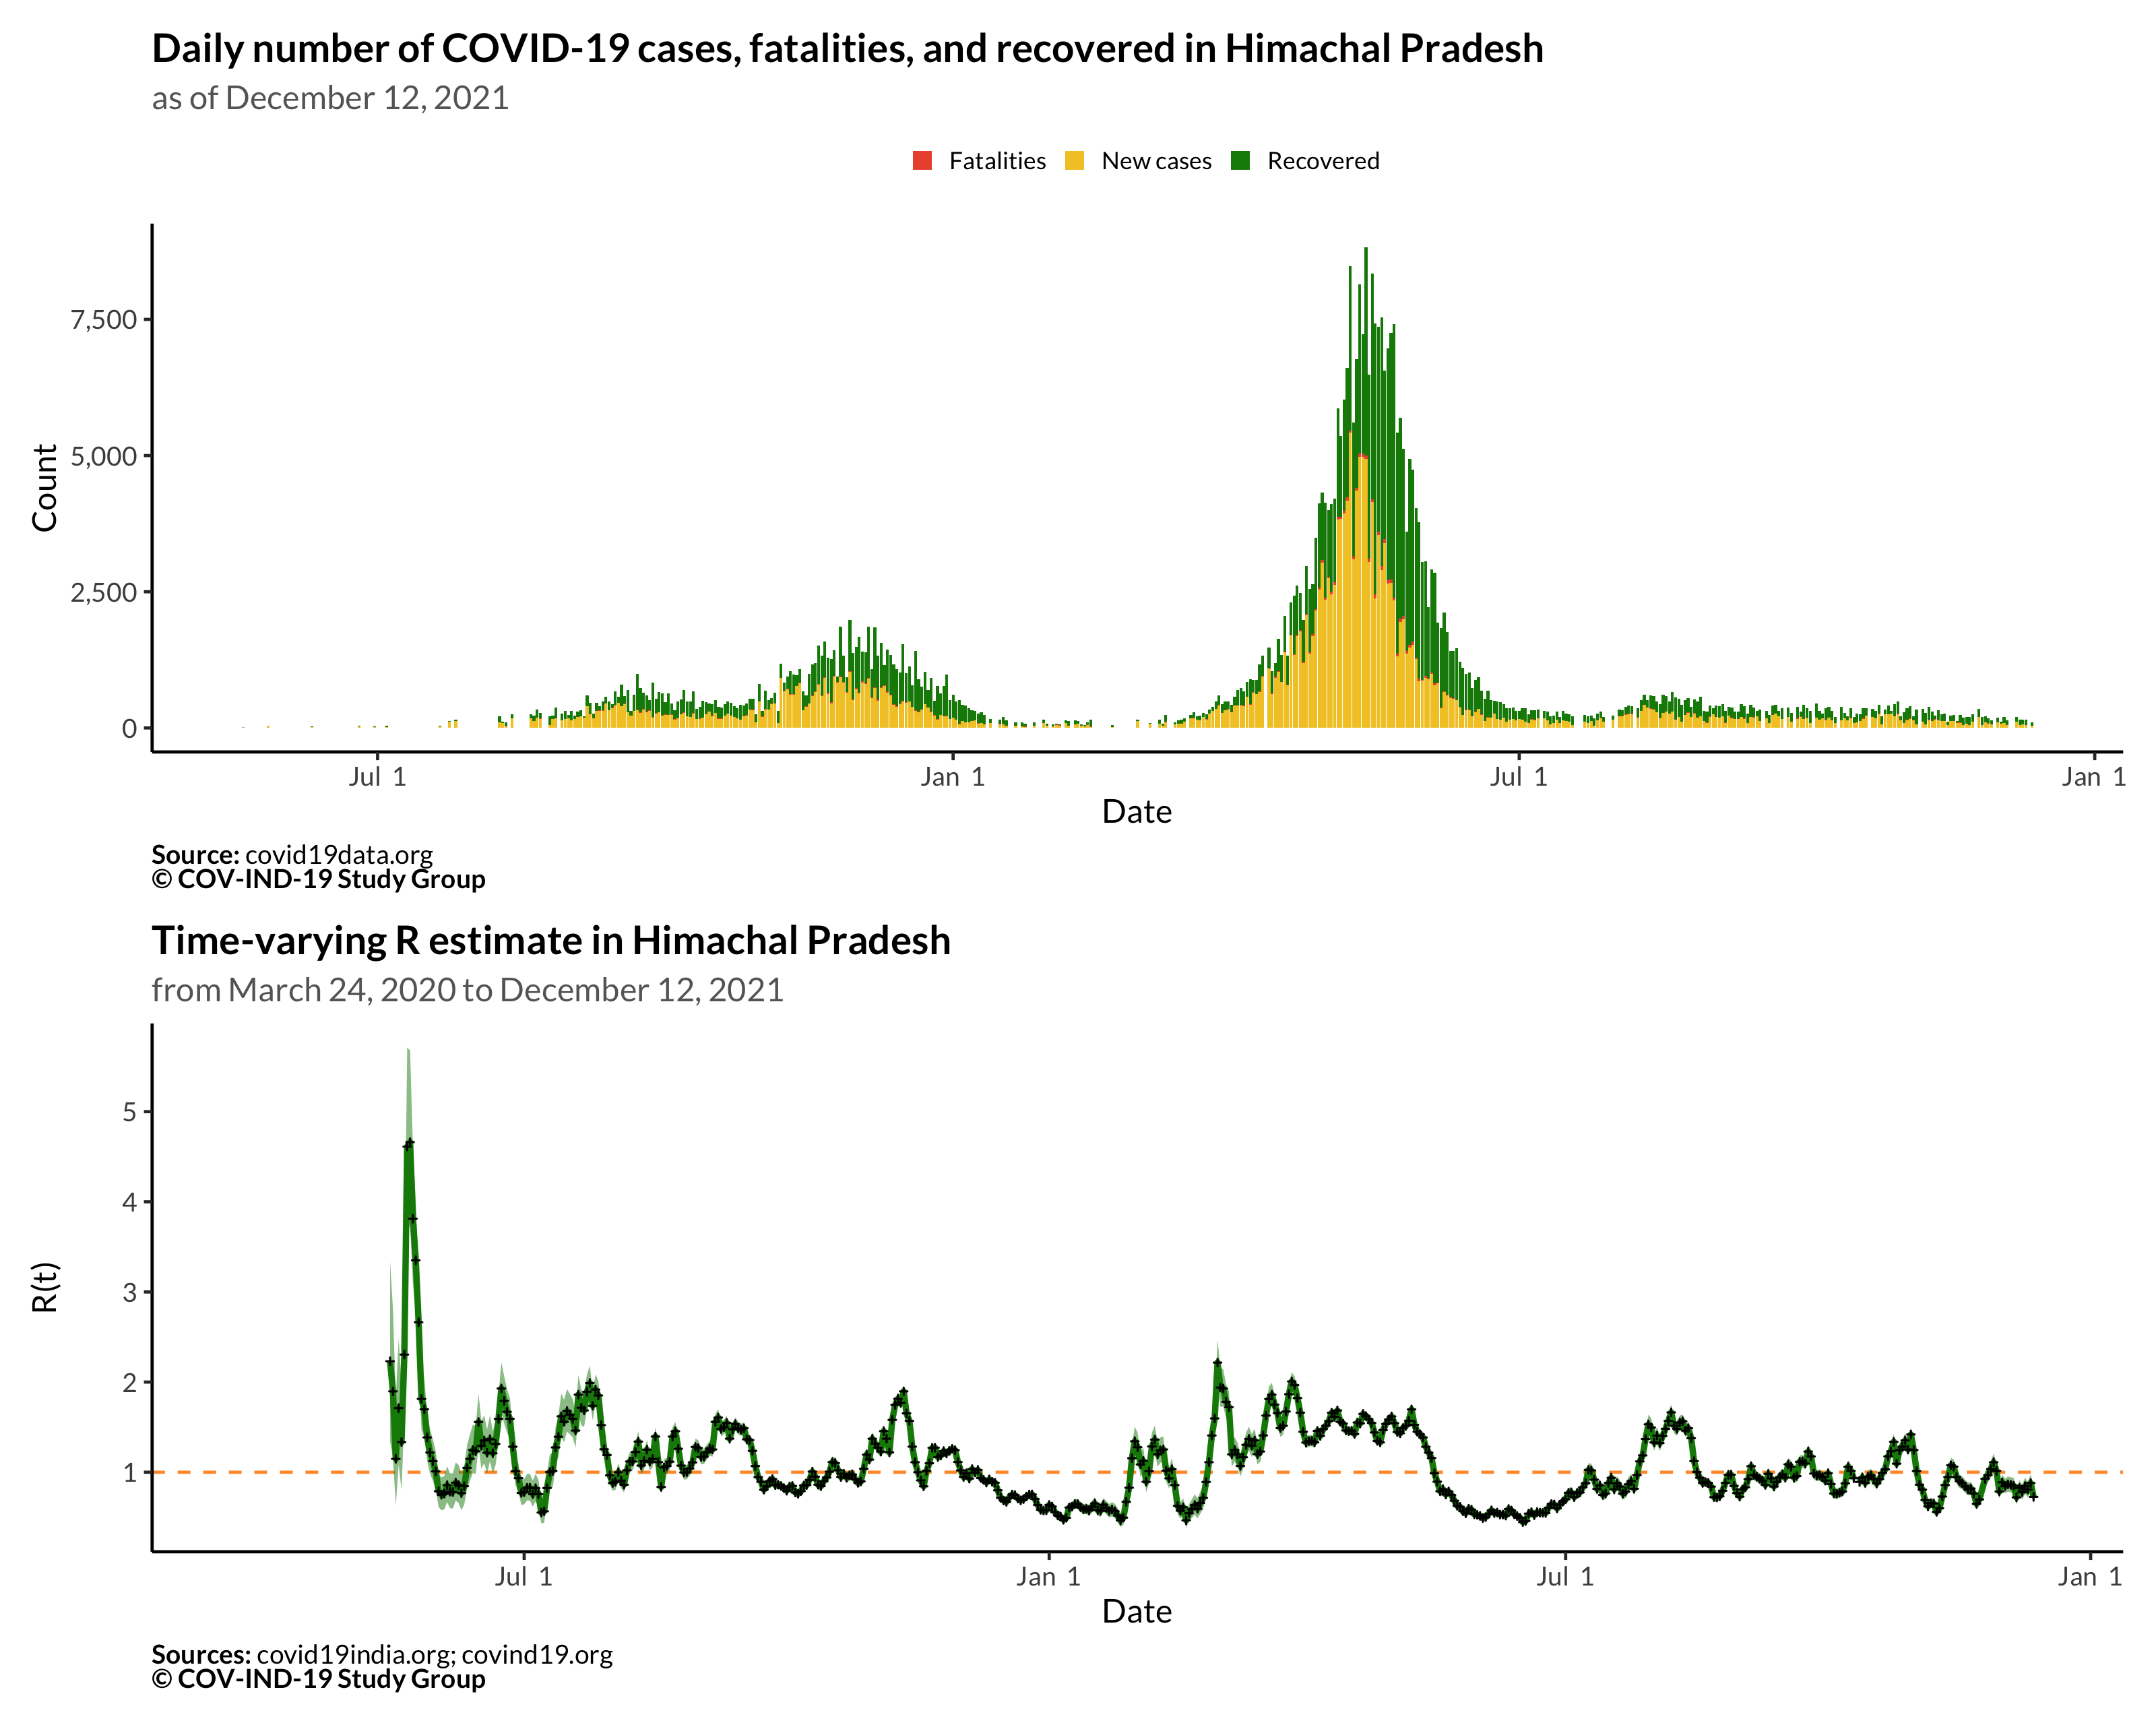 Daily number of COVID-19 cases, fatalities, and recovered in Himachal Pradesh
as of December 12, 2021
Fatalities New cases Recovered
Count
7,500
5,000
2,500
0
Jul 1 Jan 1 Jul 1 Jan 1
Date
Source: covid19data.org
© COV-IND-19 Study Group
Time-varying R estimate in Himachal Pradesh
from March 24, 2020 to December 12, 2021
R(t)
5
4
3
2
1
Jul 1 Jan 1 Jul 1 Jan 1
Date
Sources: covid19india.org; covind19.org
© COV-IND-19 Study Group